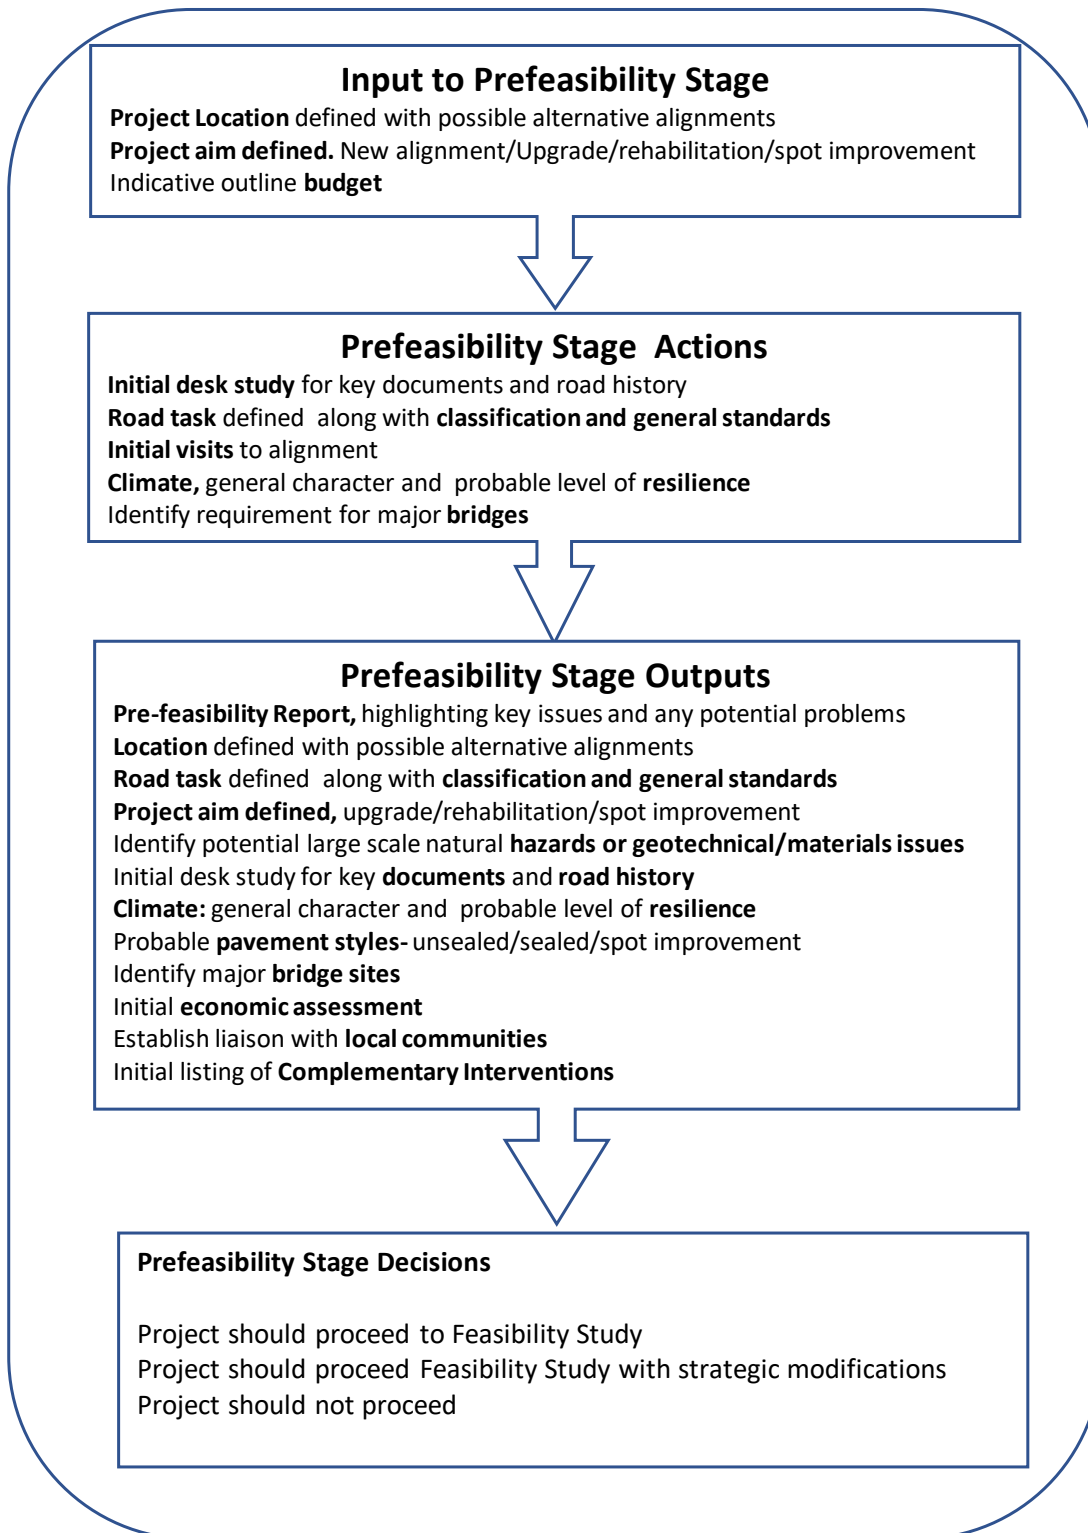 Input to Prefeasibility Stage
Project Location defined with possible alternative alignments
Project aim defined. New alignment/Upgrade/rehabilitation/spot improvement
Indicative outline budget
Prefeasibility Stage Actions
Initial desk study for key documents and road history
Road task defined along with classification and general standards
Initial visits to alignment
Climate, general character and probable level of resilience
Identify requirement for major bridges
Prefeasibility Stage Outputs
Pre-feasibility Report, highlighting key issues and any potential problems
Location defined with possible alternative alignments
Road task defined along with classification and general standards
Project aim defined, upgrade/rehabilitation/spot improvement
Identify potential large scale natural hazards or geotechnical/materials issues
Initial desk study for key documents and road history
Climate: general character and probable level of resilience
Probable pavement styles- unsealed/sealed/spot improvement
Identify major bridge sites
Initial economic assessment
Establish liaison with local communities
Initial listing of Complementary Interventions
Prefeasibility Stage Decisions
Project should proceed to Feasibility Study
Project should proceed Feasibility Study with strategic modifications
Project should not proceed